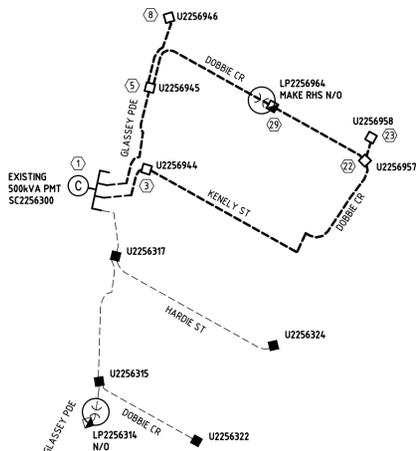 8
U2256946
DOBBIE CR
5
U2256945
LP2256964
MAKE RHS N/O
29
U2256958
23
GLASSEY PDE
1
EXISTING
500kVA PMT
SC2256300
C
3
U2256944
22
U2256957
KENELY ST
DOBBIE CR
U2256317
HARDIE ST
U2256324
U2256315
GLASSEY PDE
LP2256314
N/O
DOBBIE CR
U2256322